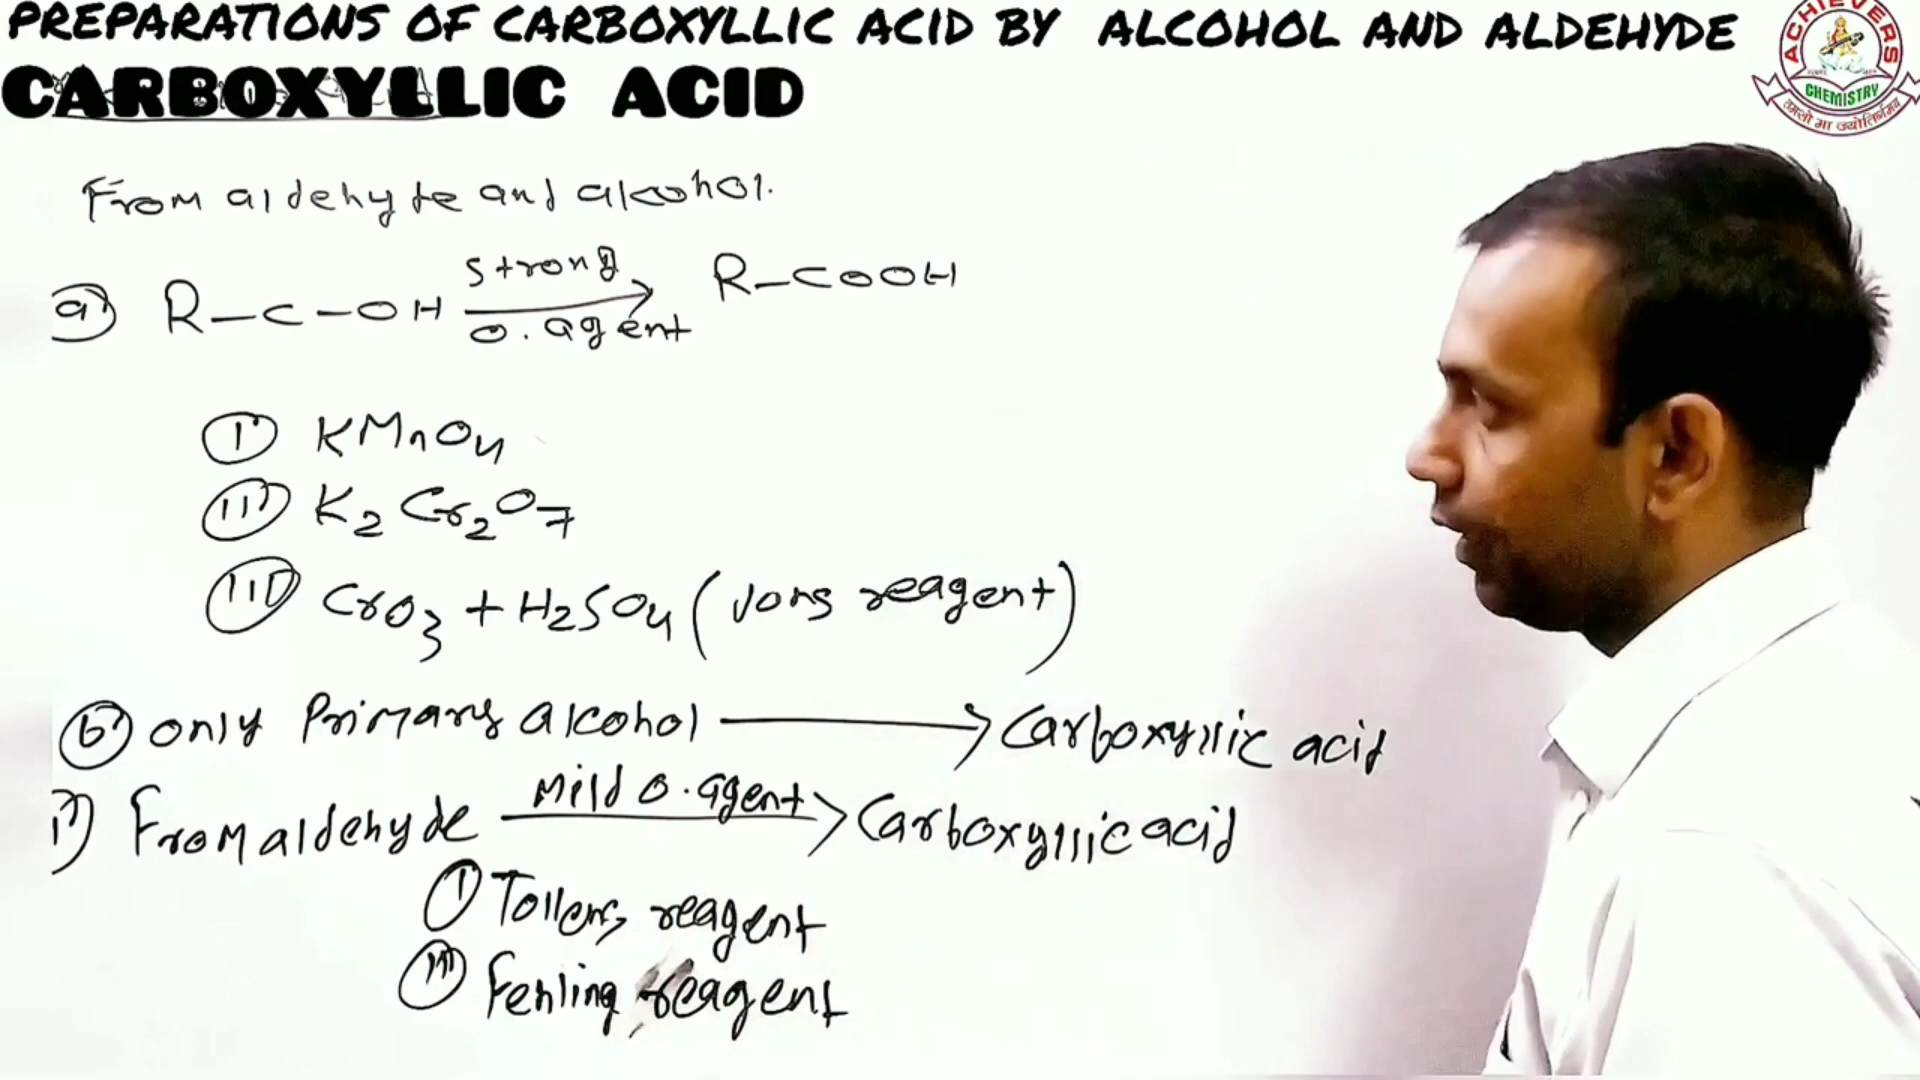 PREPARATIONS OF CARBOXYLLIC ACID BY ALCOHOL AND ALDEHYDE
CARBOXYLLIC ACID
ACHIEVERS
CHEMISTRY
तमसो मा ज्योतिर्गमय
From aldehyde and alcohol.
a) R-C-OH strong O. agent → R-COOH
i) KMnO4
ii) K2Cr2O7
iii) CrO3 + H2SO4 (Jons reagent)
b) only Primary alcohol → Carboxyllic acid
i) From aldehyde Mild O. agent → Carboxyllic acid
i) Tollens reagent
ii) Fehling reagent